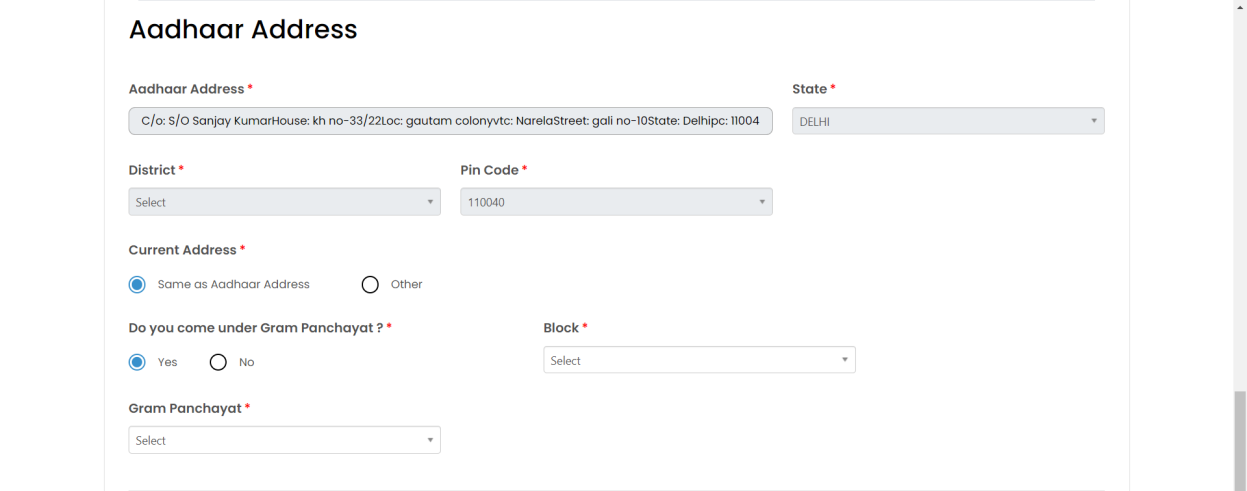 Aadhaar Address
Aadhaar Address * State *
C/o: S/O Sanjay KumarHouse: kh no-33/22Loc: gautam colonyvtc: NarelaStreet: gali no-10State: Delhipc: 11004 DELHI
District * Pin Code *
Select 110040
Current Address *
Same as Aadhaar Address Other
Do you come under Gram Panchayat ? * Block *
Yes No Select
Gram Panchayat *
Select